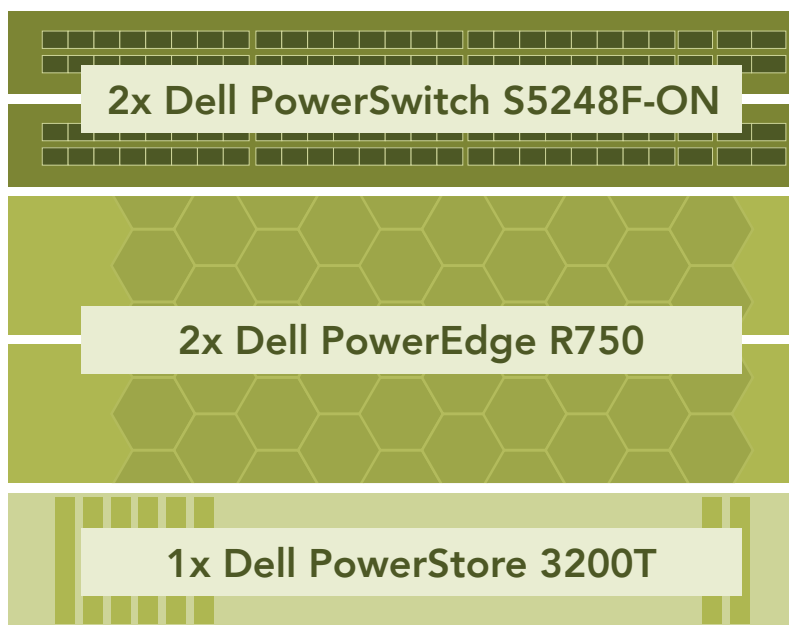 2x Dell PowerSwitch S5248F-ON
2x Dell PowerEdge R750
1x Dell PowerStore 3200T